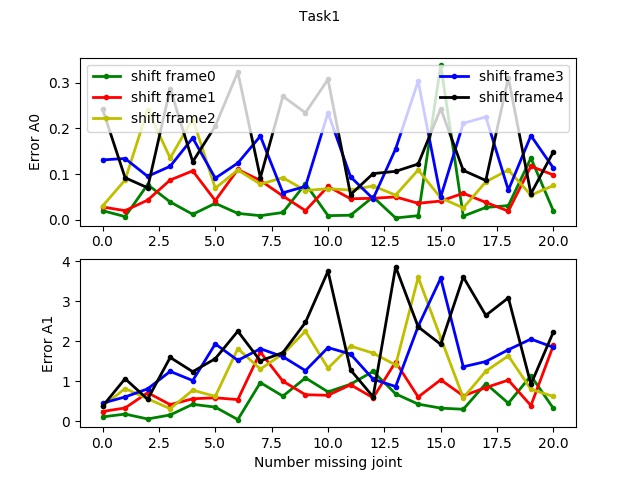 Task1
shift frame0
shift frame1
shift frame2
shift frame3
shift frame4
Error A0
0.3
0.2
0.1
0.0
0.0 2.5 5.0 7.5 10.0 12.5 15.0 17.5 20.0
Error A1
4
3
2
1
0
0.0 2.5 5.0 7.5 10.0 12.5 15.0 17.5 20.0
Number missing joint